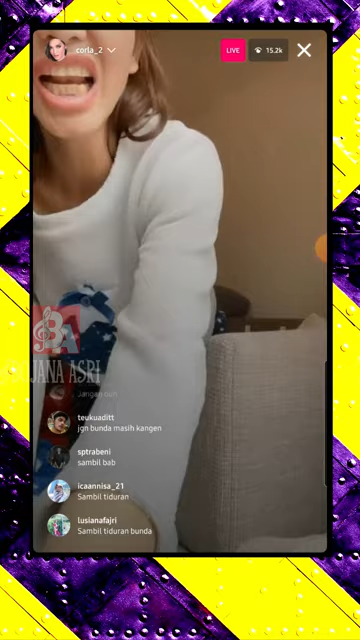 corla_2
LIVE
15.2k
JANA ASRI
Jangan
teukuaditt
jgn bunda masih kangen
sptrabeni
sambil bab
icaannisa_21
Sambil tiduran
lusianafajri
Sambil tiduran bunda